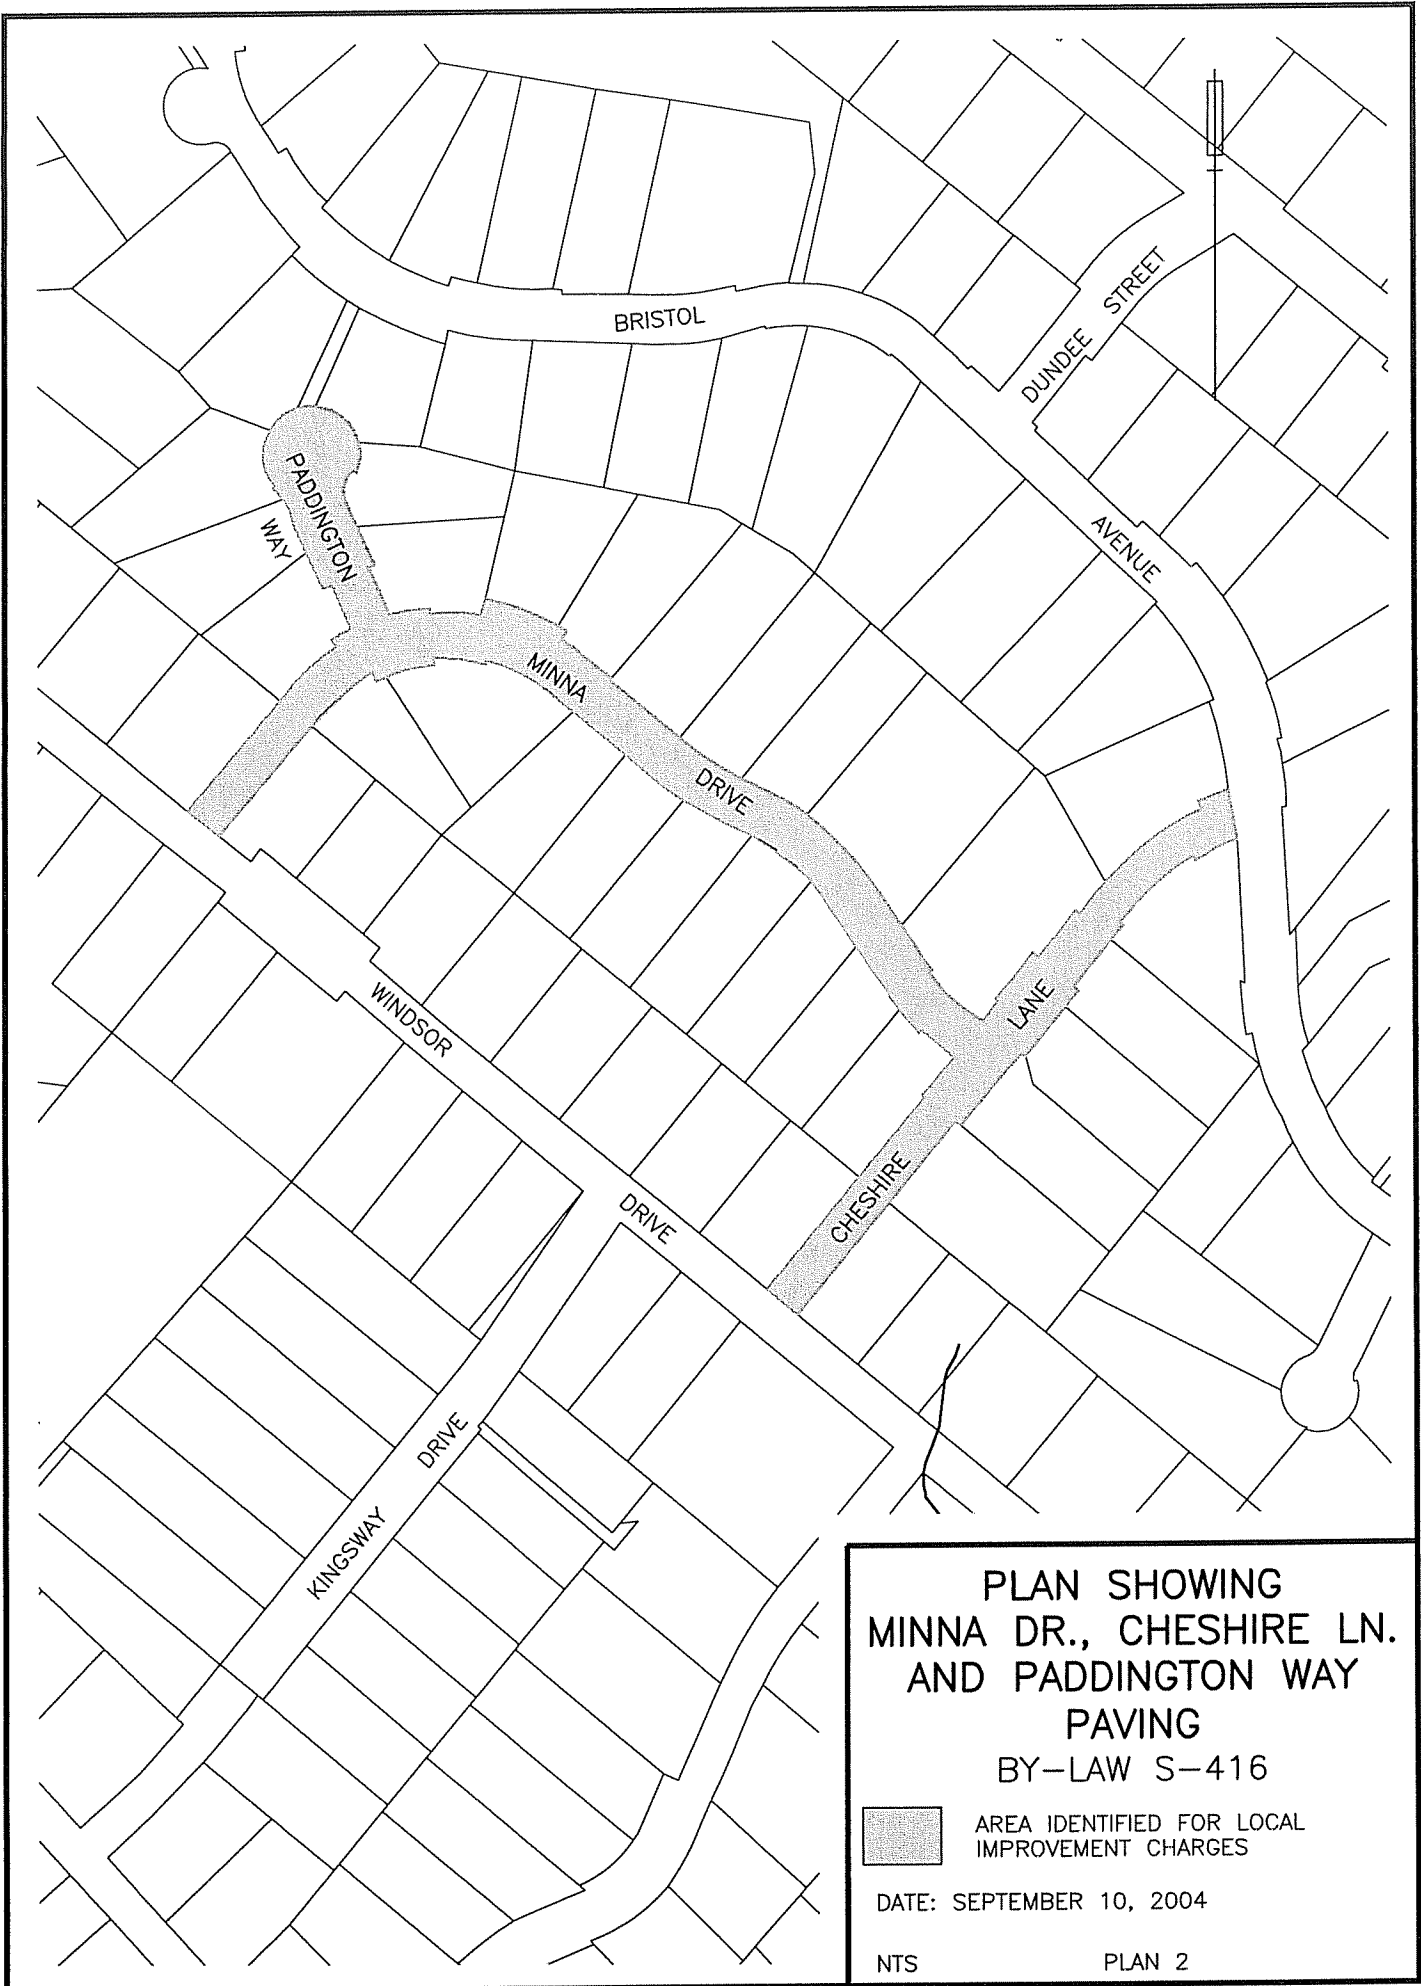 BRISTOL
DUNDEE STREET
PADDINGTON
WAY
AVENUE
MINNA
DRIVE
LANE
WINDSOR
CHESHIRE
DRIVE
DRIVE
KINGSWAY
PLAN SHOWING
MINNA DR., CHESHIRE LN.
AND PADDINGTON WAY
PAVING
BY-LAW S-416
AREA IDENTIFIED FOR LOCAL
IMPROVEMENT CHARGES
DATE: SEPTEMBER 10, 2004
NTS PLAN 2